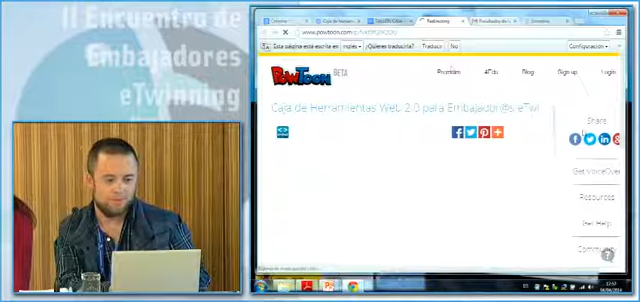 II Encuentro de
Embajadores
eTwinning
Redirecting
www.powtoon.com
Esta página está escrita en inglés ¿Quieres traducirla? Traducir No Configuración
PowToon BETA
Premium 4Edu Blog Sign up Login
Caja de Herramientas Web 2.0 para Embajador@s eTwi
Share
Get VoiceOver
Resources
Get Help
Community